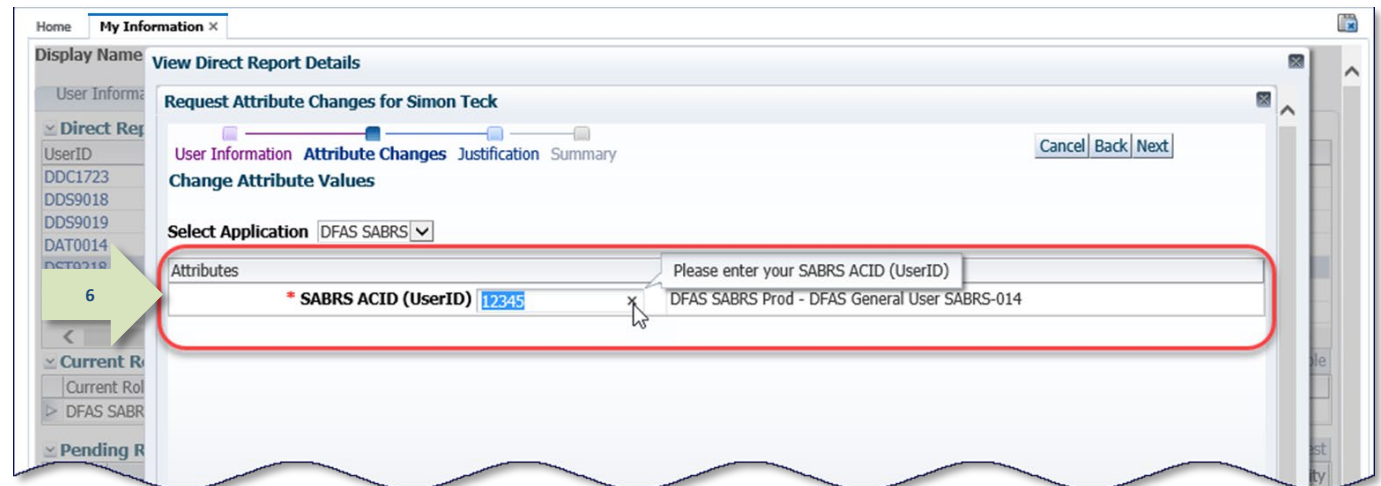 Home My Information ×
Display Name
View Direct Report Details
User Informa
Request Attribute Changes for Simon Teck
Direct Rep
User Information Attribute Changes Justification Summary
Cancel Back Next
UserID
DDC1723
Change Attribute Values
DDS9018
DDS9019
Select Application DFAS SABRS
DAT0014
DST9218
Attributes
Please enter your SABRS ACID (UserID)
6
* SABRS ACID (UserID) 12345 × DFAS SABRS Prod - DFAS General User SABRS-014
Current R
Current Rol
DFAS SABR
Pending R